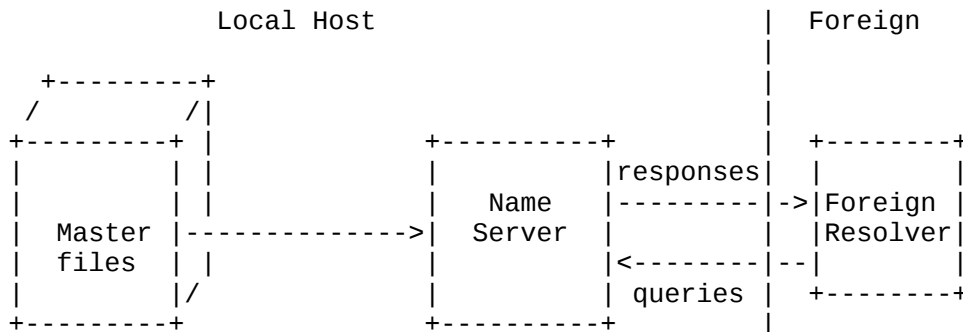 Local Host | Foreign
|
+---------+ |
/ /| |
+---------+ | +----------+ | +--------+
| | | | |responses| | |
| | | | Name |---------|->|Foreign |
| Master |-------------->| Server | | |Resolver|
| files | | | |<--------|--| |
| |/ | | queries | +--------+
+---------+ +----------+ |